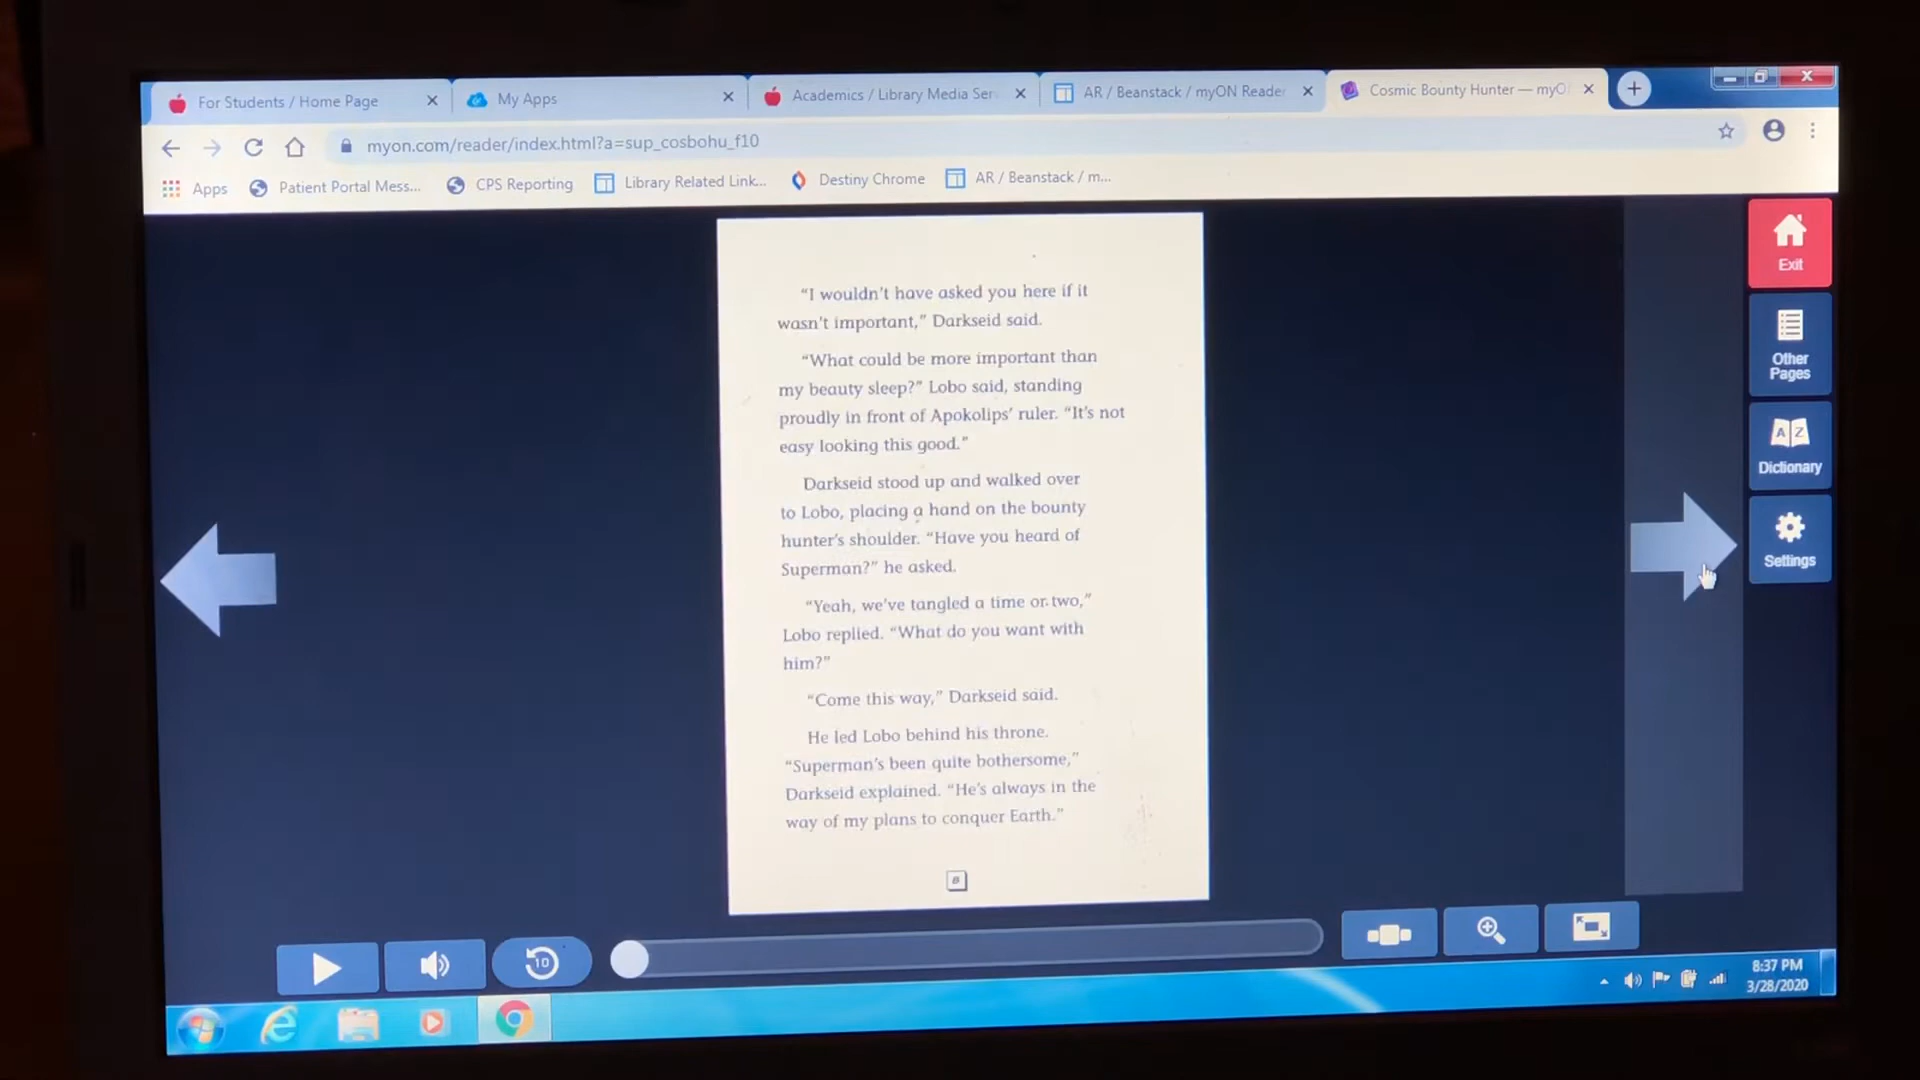 For Students / Home Page
My Apps
Academics / Library Media Ser
AR / Beanstack / myON Reader
Cosmic Bounty Hunter — myO
myon.com/reader/index.html?a=sup_cosbohu_f10
Apps
Patient Portal Mess...
CPS Reporting
Library Related Link...
Destiny Chrome
AR / Beanstack / m...
“I wouldn't have asked you here if it
wasn't important,” Darkseid said.
“What could be more important than
my beauty sleep?” Lobo said, standing
proudly in front of Apokolips’ ruler. “It’s not
easy looking this good.”
Darkseid stood up and walked over
to Lobo, placing a hand on the bounty
hunter’s shoulder. “Have you heard of
Superman?” he asked.
“Yeah, we’ve tangled a time or two,”
Lobo replied. “What do you want with
him?”
“Come this way,” Darkseid said.
He led Lobo behind his throne.
“Superman’s been quite bothersome,”
Darkseid explained. “He’s always in the
way of my plans to conquer Earth.”
8
Exit
Other
Pages
A Z
Dictionary
Settings
10
8:37 PM
3/28/2020